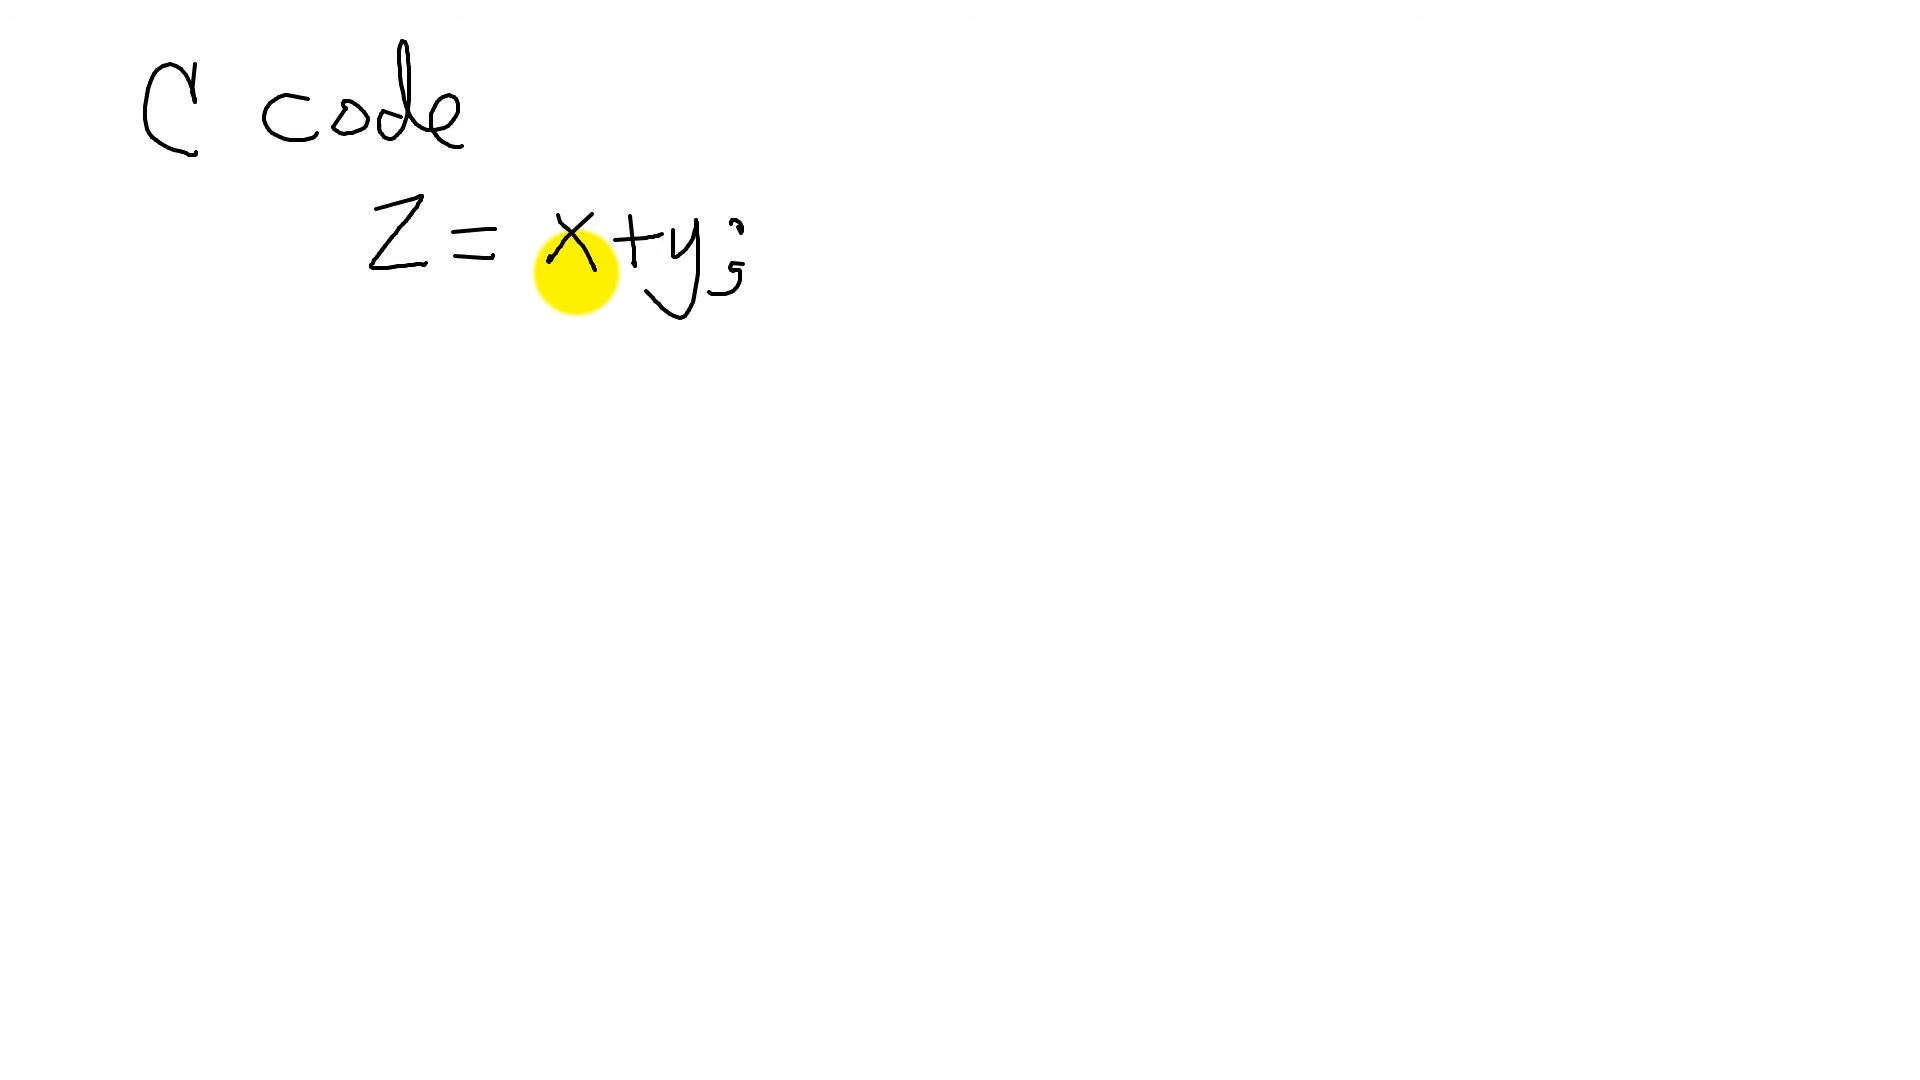 C code
Z = x+y;